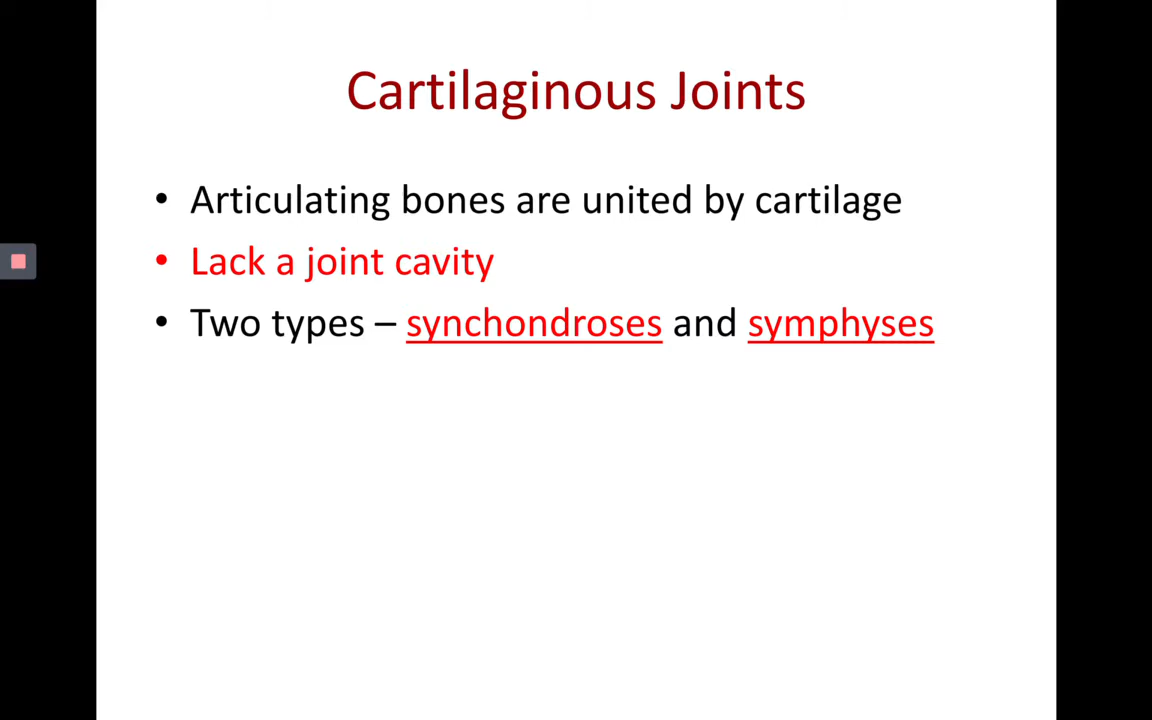 Cartilaginous Joints
• Articulating bones are united by cartilage
• Lack a joint cavity
• Two types – synchondroses and symphyses